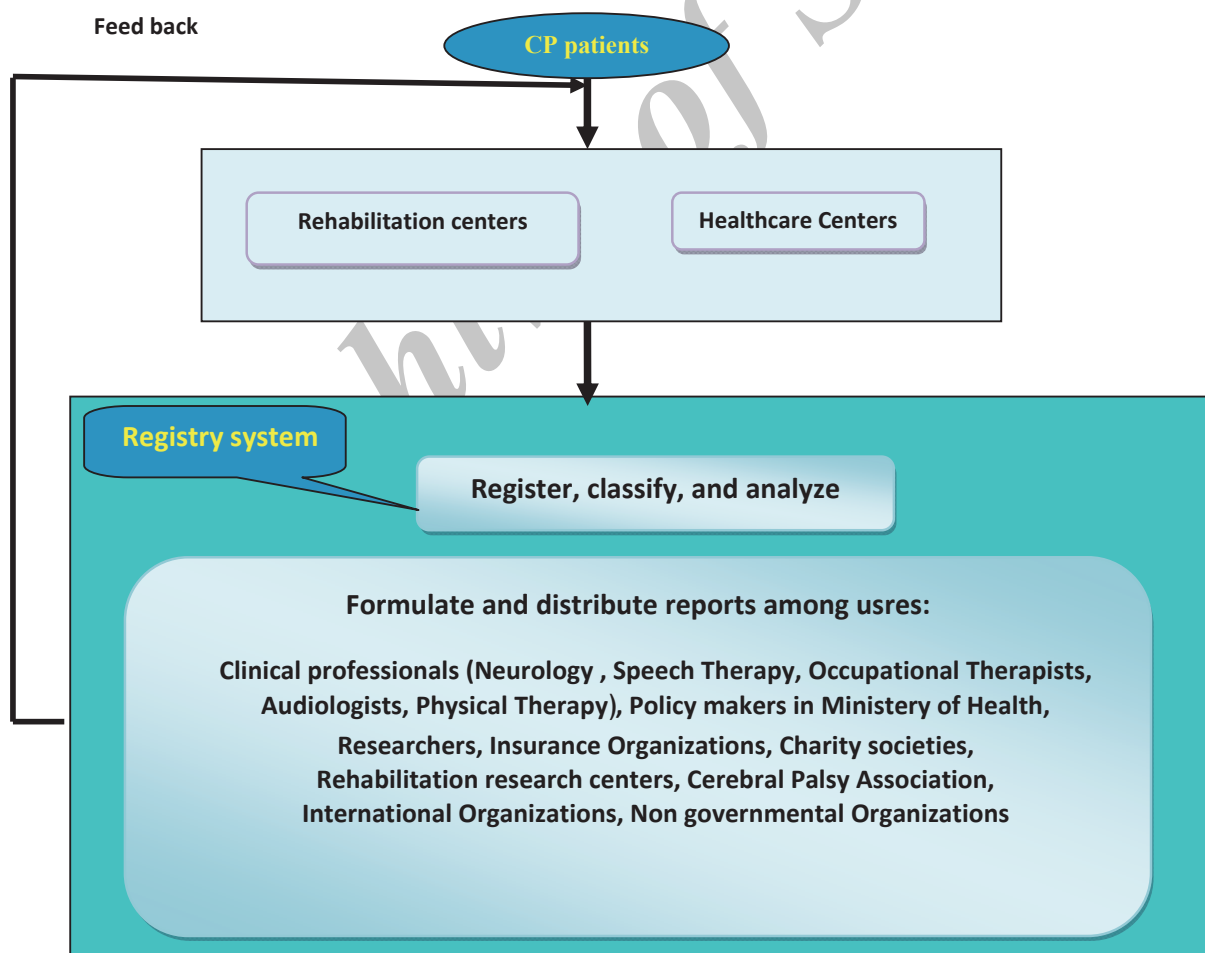 Feed back
CP patients
Rehabilitation centers
Healthcare Centers
Registry system
Register, classify, and analyze
Formulate and distribute reports among usres:
Clinical professionals (Neurology , Speech Therapy, Occupational Therapists,
Audiologists, Physical Therapy), Policy makers in Ministery of Health,
Researchers, Insurance Organizations, Charity societies,
Rehabilitation research centers, Cerebral Palsy Association,
International Organizations, Non governmental Organizations
of